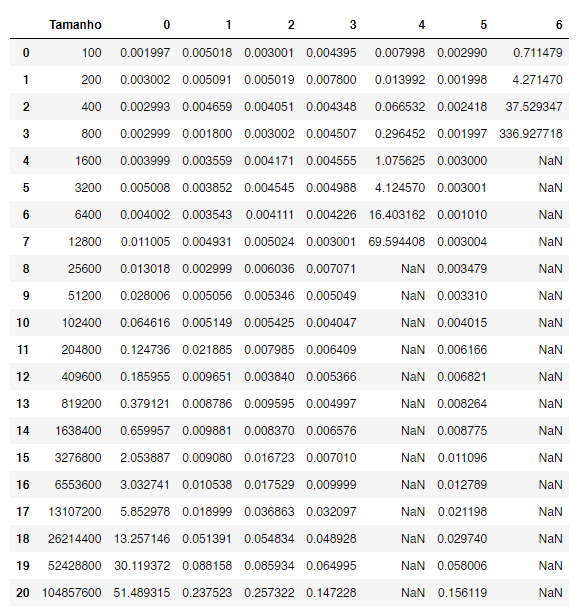 Tamanho 0 1 2 3 4 5 6
0 100 0.001997 0.005018 0.003001 0.004395 0.007998 0.002990 0.711479
1 200 0.003002 0.005091 0.005019 0.007800 0.013992 0.001998 4.271470
2 400 0.002993 0.004659 0.004051 0.004348 0.066532 0.002418 37.529347
3 800 0.002999 0.001800 0.003002 0.004507 0.296452 0.001997 336.927718
4 1600 0.003999 0.003559 0.004171 0.004555 1.075625 0.003000 NaN
5 3200 0.005008 0.003852 0.004545 0.004988 4.124570 0.003001 NaN
6 6400 0.004002 0.003543 0.004111 0.004226 16.403162 0.001010 NaN
7 12800 0.011005 0.004931 0.005024 0.003001 69.594408 0.003004 NaN
8 25600 0.013018 0.002999 0.006036 0.007071 NaN 0.003479 NaN
9 51200 0.028006 0.005056 0.005346 0.005049 NaN 0.003310 NaN
10 102400 0.064616 0.005149 0.005425 0.004047 NaN 0.004015 NaN
11 204800 0.124736 0.021885 0.007985 0.006409 NaN 0.006166 NaN
12 409600 0.185955 0.009651 0.003840 0.005366 NaN 0.006821 NaN
13 819200 0.379121 0.008786 0.009595 0.004997 NaN 0.008264 NaN
14 1638400 0.659957 0.009881 0.008370 0.006576 NaN 0.008775 NaN
15 3276800 2.053887 0.009080 0.016723 0.007010 NaN 0.011096 NaN
16 6553600 3.032741 0.010538 0.017529 0.009999 NaN 0.012789 NaN
17 13107200 5.852978 0.018999 0.036863 0.032097 NaN 0.021198 NaN
18 26214400 13.257146 0.051391 0.054834 0.048928 NaN 0.029740 NaN
19 52428800 30.119372 0.088158 0.085934 0.064995 NaN 0.058006 NaN
20 104857600 51.489315 0.237523 0.257322 0.147228 NaN 0.156119 NaN